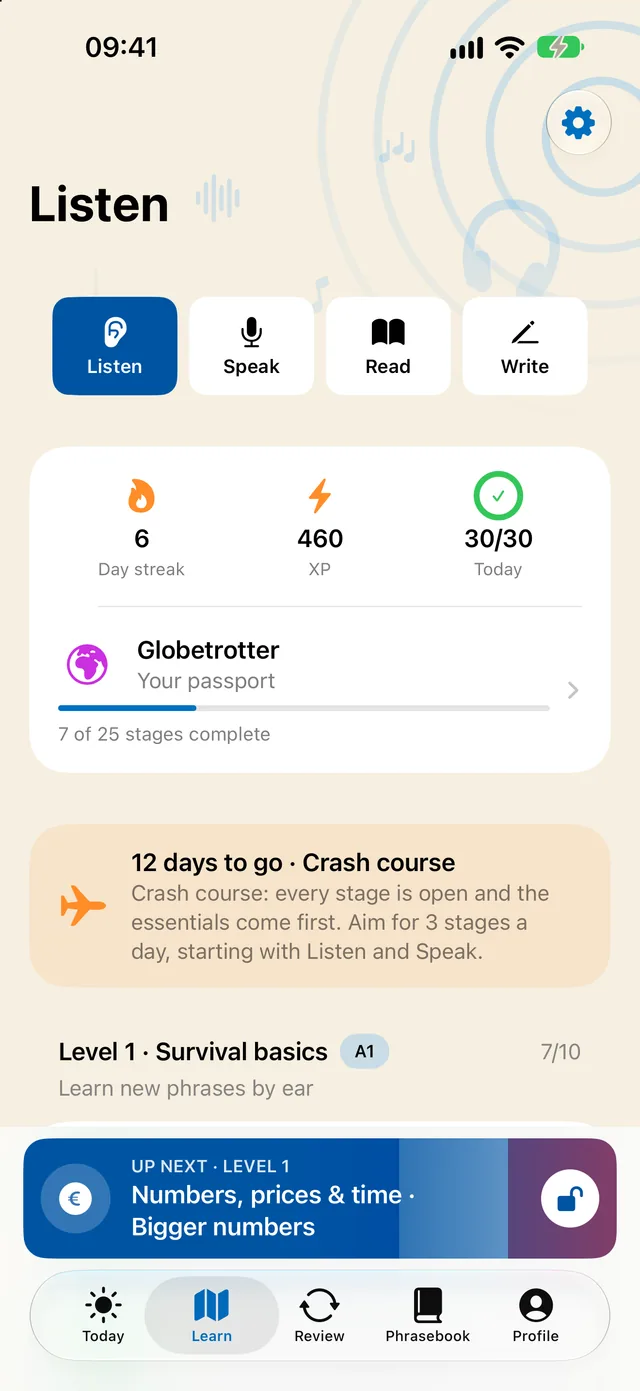 09:41
Listen
Listen
Speak
Read
Write
6
460
30/30
Day streak
XP
Today
Globetrotter
Your passport
7 of 25 stages complete
12 days to go · Crash course
Crash course: every stage is open and the
essentials come first. Aim for 3 stages a
day, starting with Listen and Speak.
Level 1 · Survival basics A1 7/10
Learn new phrases by ear
UP NEXT · LEVEL 1
€
Numbers, prices & time ·
Bigger numbers
Today
Learn
Review
Phrasebook
Profile